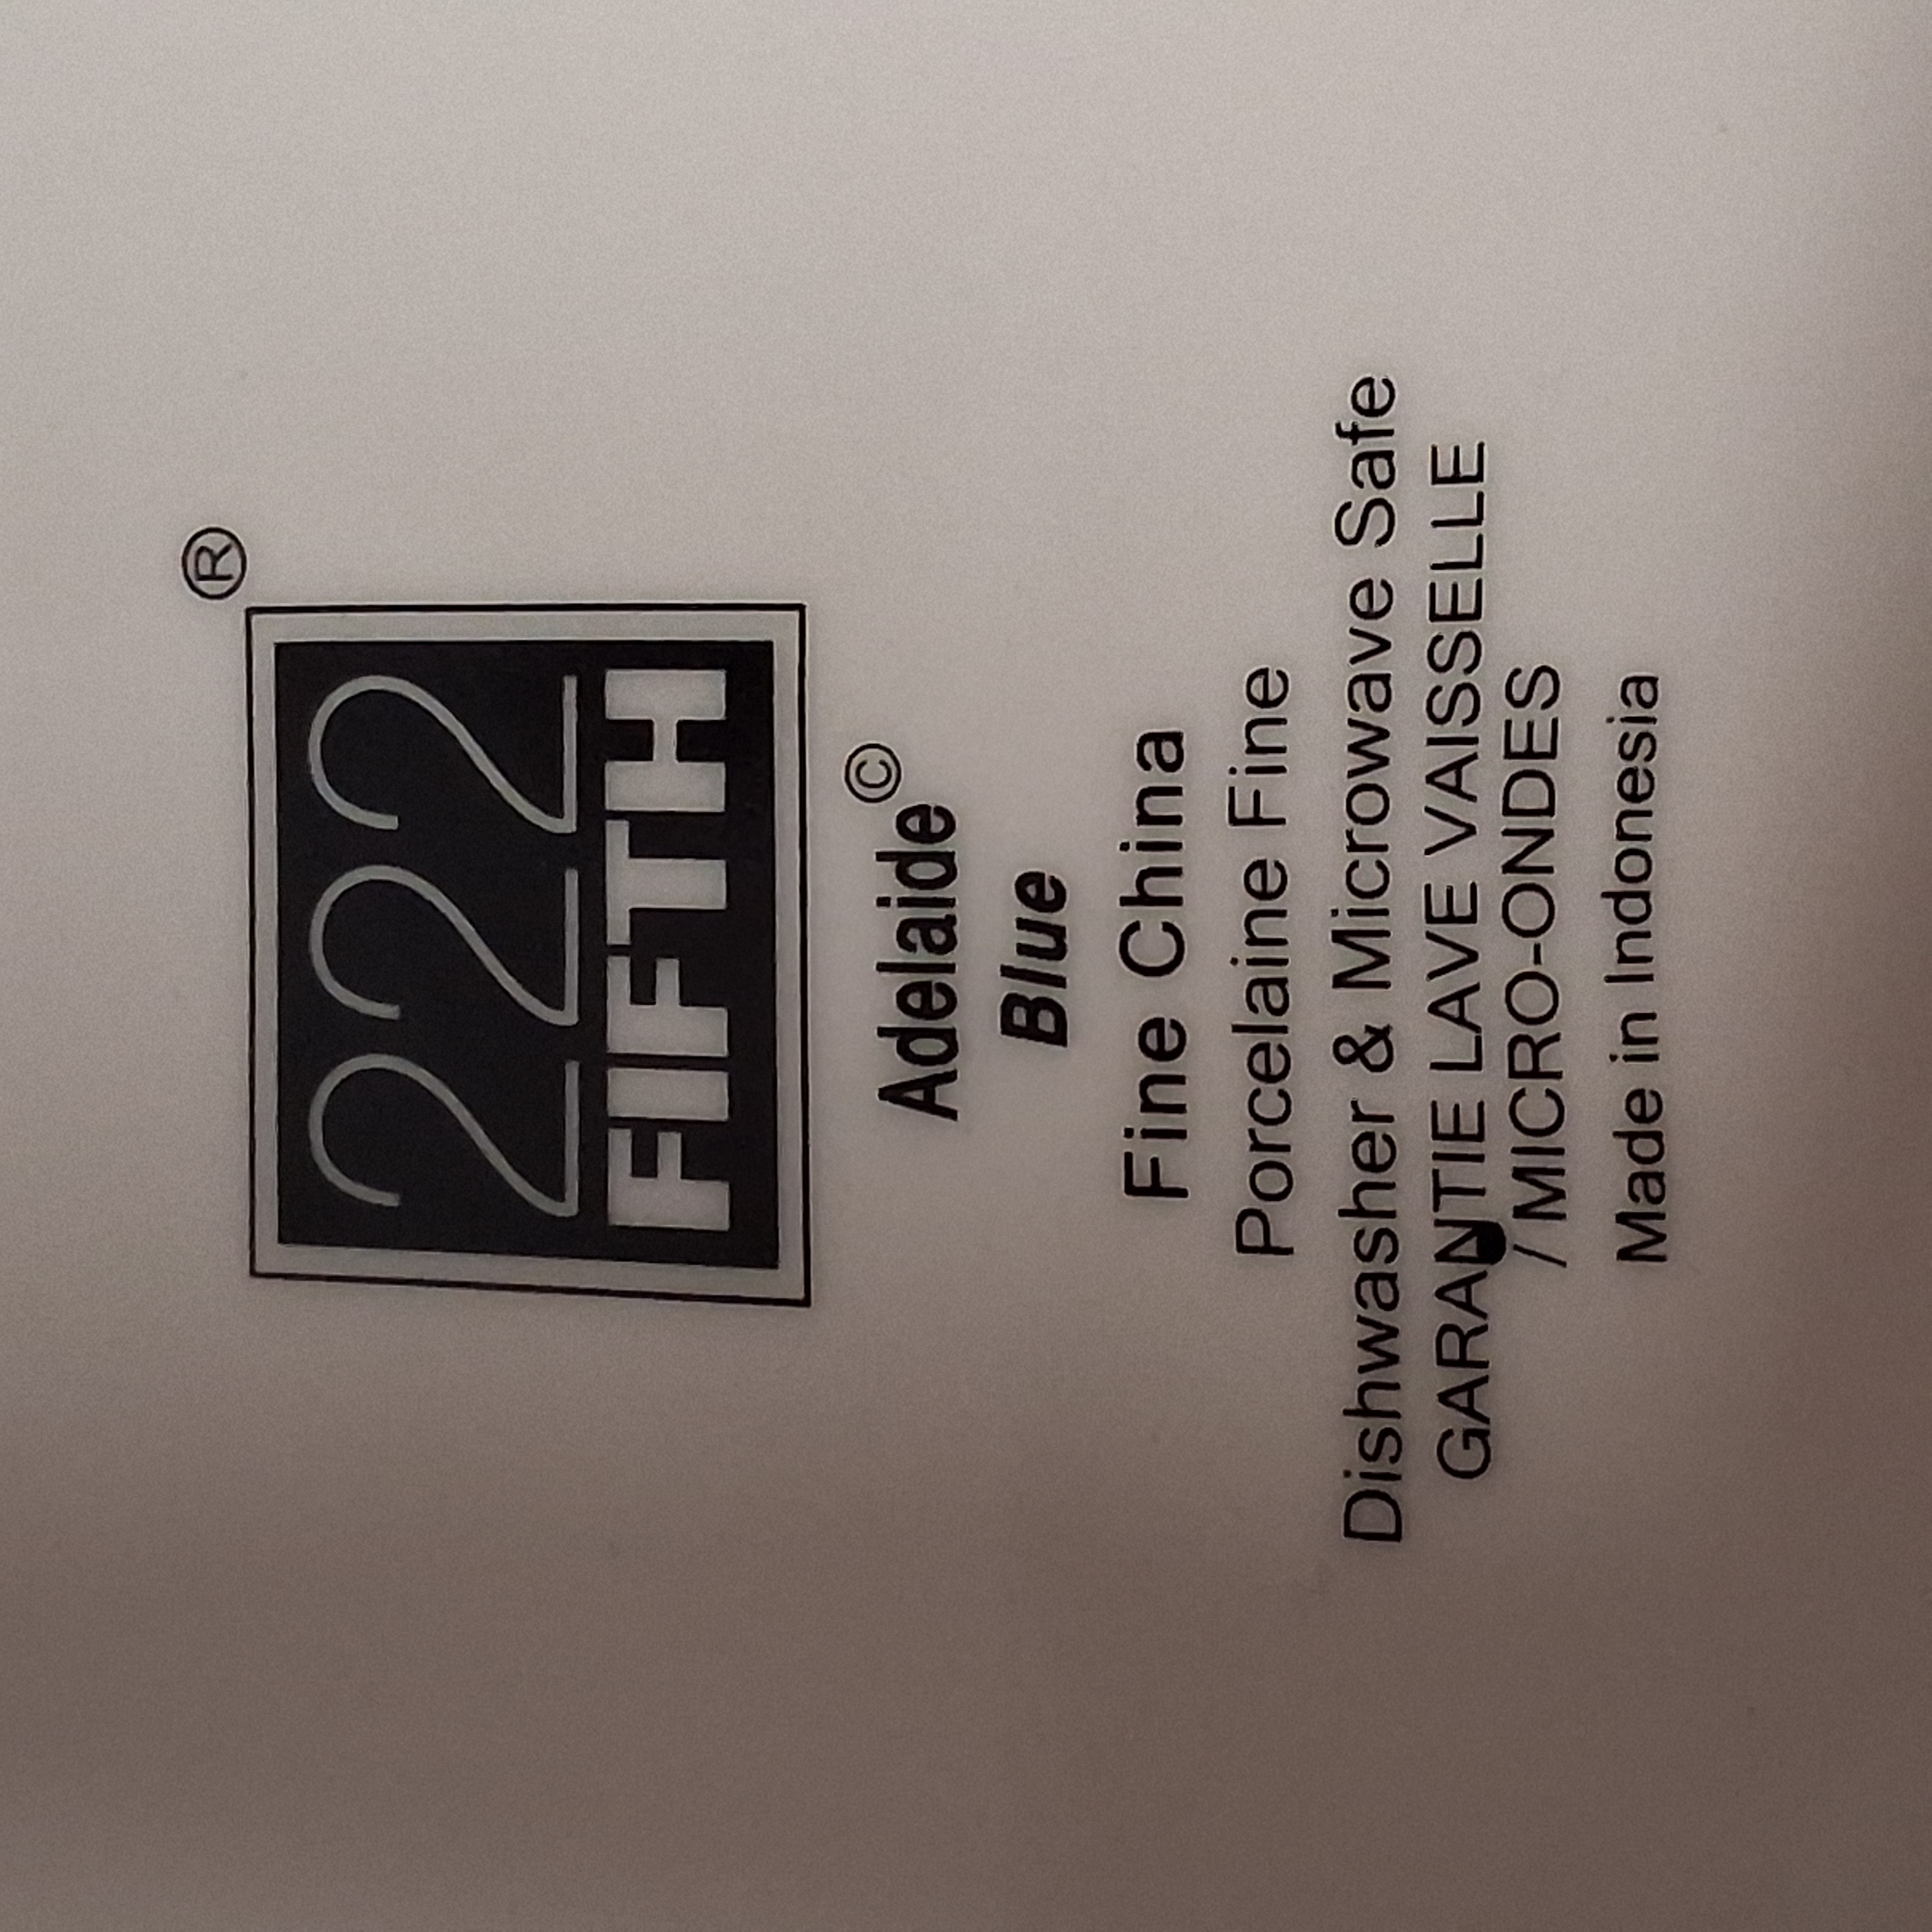 222 ®
FIFTH
Adelaide©
Blue
Fine China
Porcelaine Fine
Dishwasher & Microwave Safe
GARANTIE LAVE VAISSELLE
/ MICRO-ONDES
Made in Indonesia